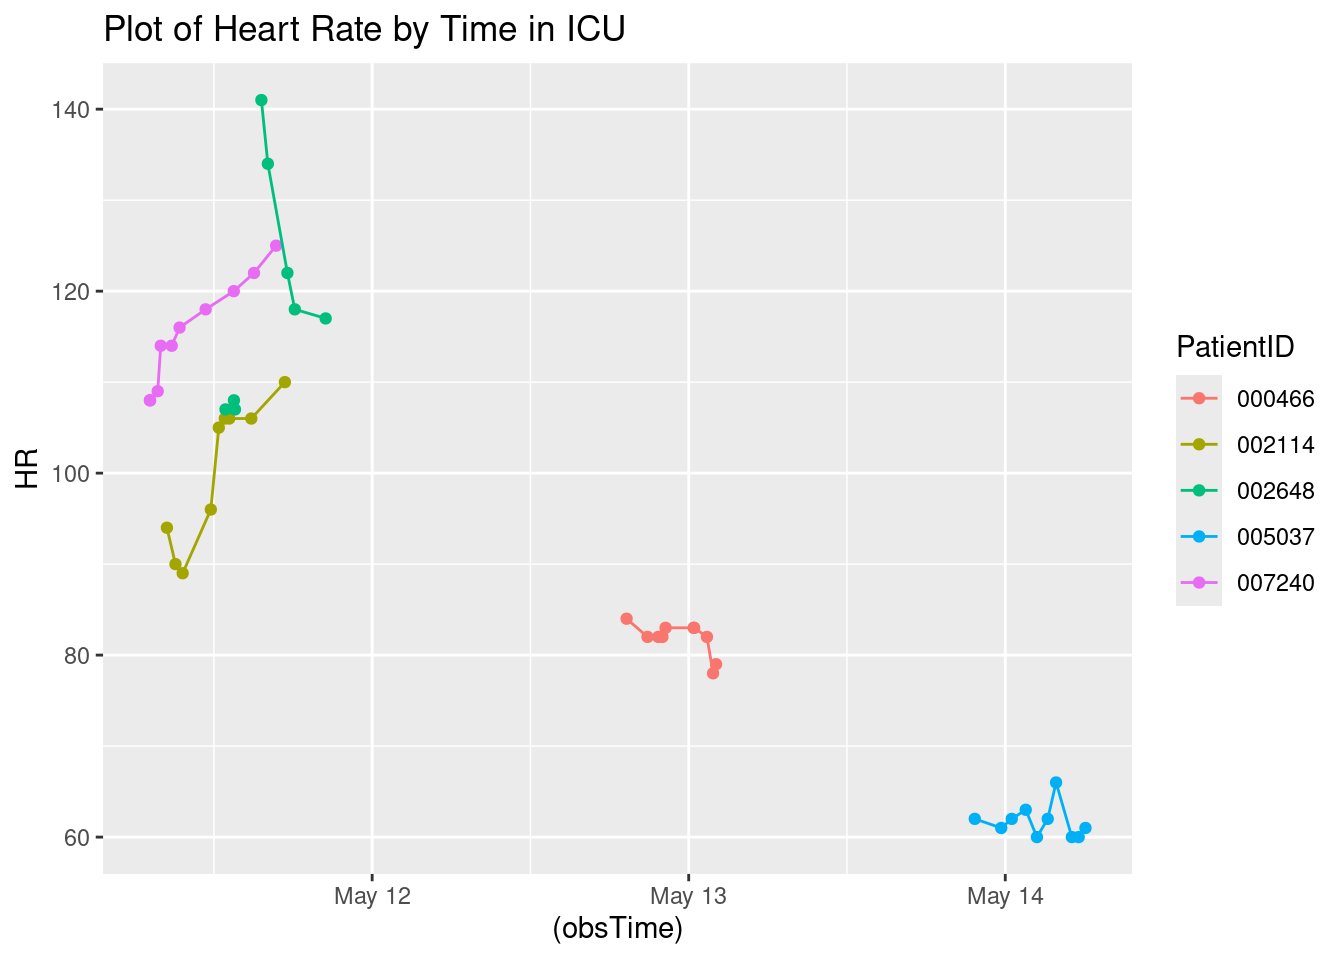 Plot of Heart Rate by Time in ICU
140
120
100
80
60
HR
May 12
May 13
May 14
(obsTime)
PatientID
000466
002114
002648
005037
007240